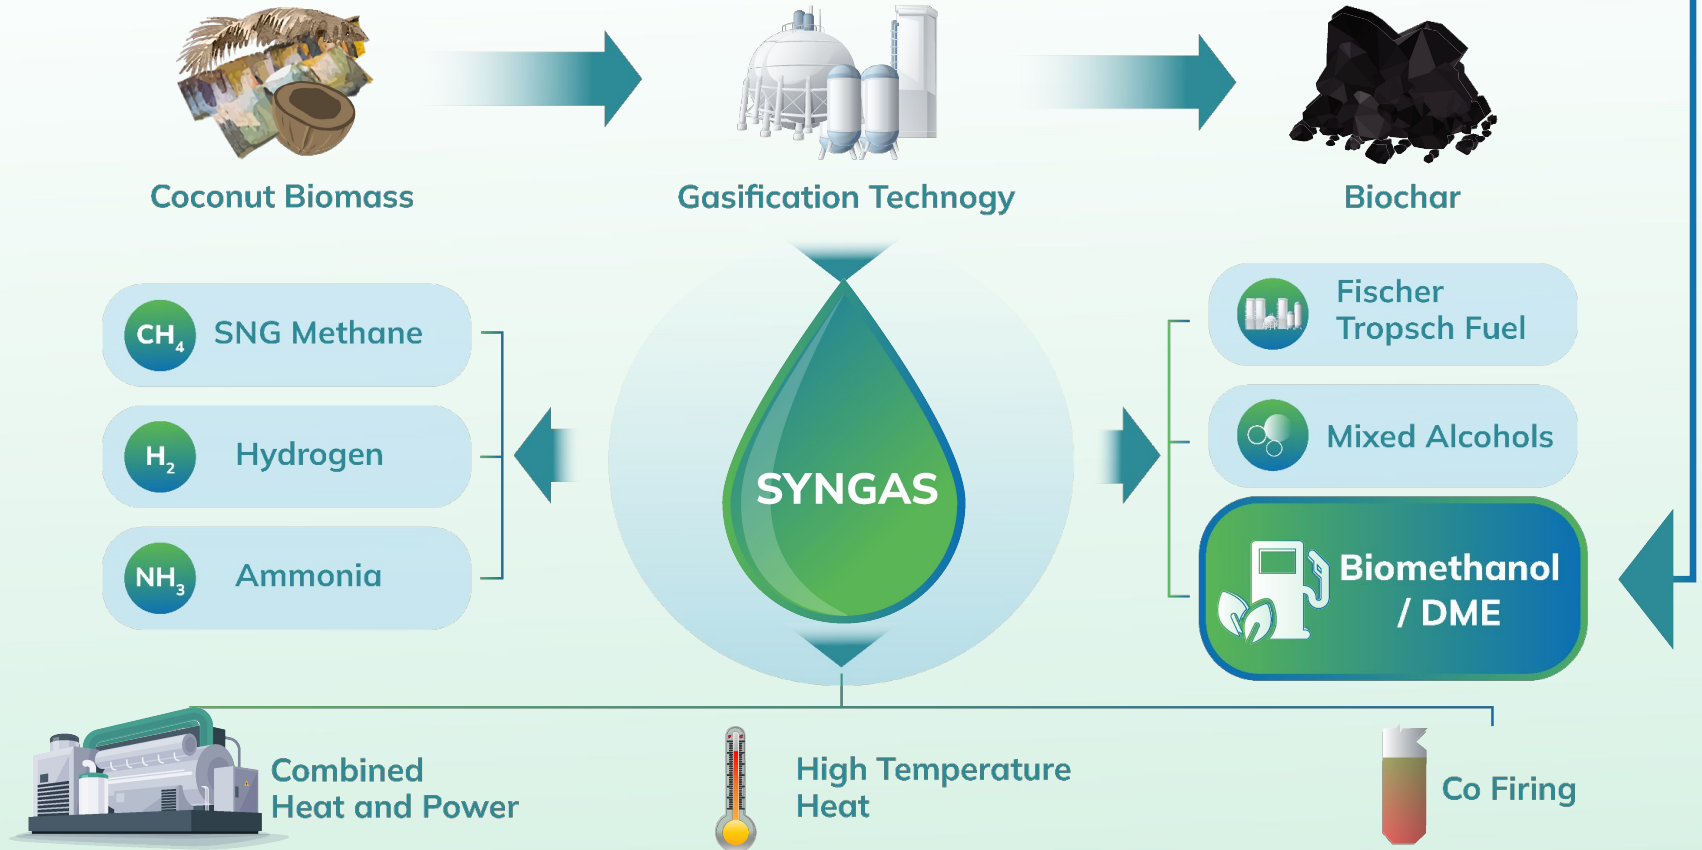 Coconut Biomass
Gasification Technogy
Biochar
CH₄ SNG Methane
H₂ Hydrogen
NH₃ Ammonia
SYNGAS
Fischer
Tropsch Fuel
Mixed Alcohols
Biomethanol
/ DME
Combined
Heat and Power
High Temperature
Heat
Co Firing